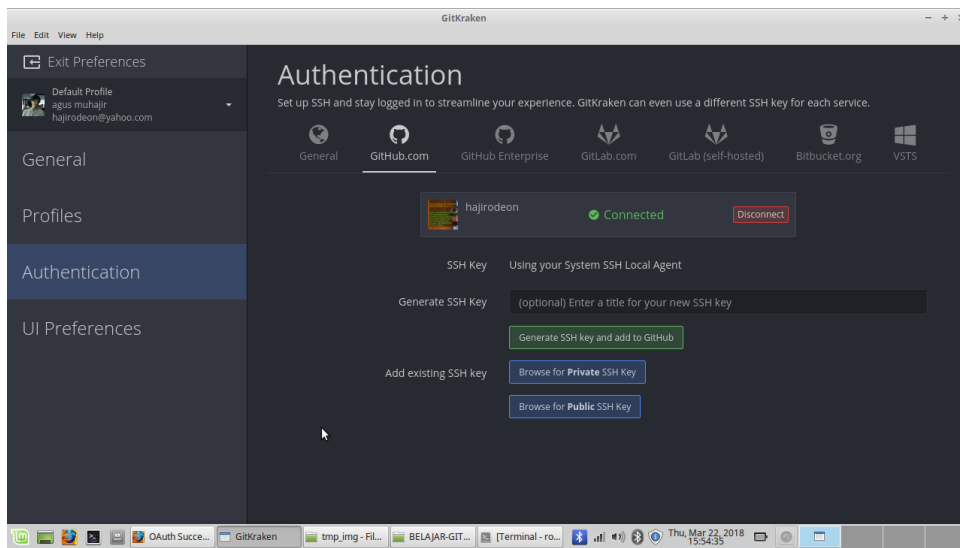 GitKraken
File Edit View Help
Exit Preferences
Default Profile
agus muhajir
hajirodeon@yahoo.com
General
Profiles
Authentication
UI Preferences
Authentication
Set up SSH and stay logged in to streamline your experience. GitKraken can even use a different SSH key for each service.
General GitHub.com GitHub Enterprise GitLab.com GitLab (self-hosted) Bitbucket.org VSTS
hajirodeon Connected Disconnect
SSH Key Using your System SSH Local Agent
Generate SSH Key (optional) Enter a title for your new SSH key
Generate SSH key and add to GitHub
Add existing SSH key Browse for Private SSH Key
Browse for Public SSH Key
OAuth Succe... GitKraken tmp_img - Fil... BELAJAR-GIT... [Terminal - ro... Thu, Mar 22, 2018
15:54:35